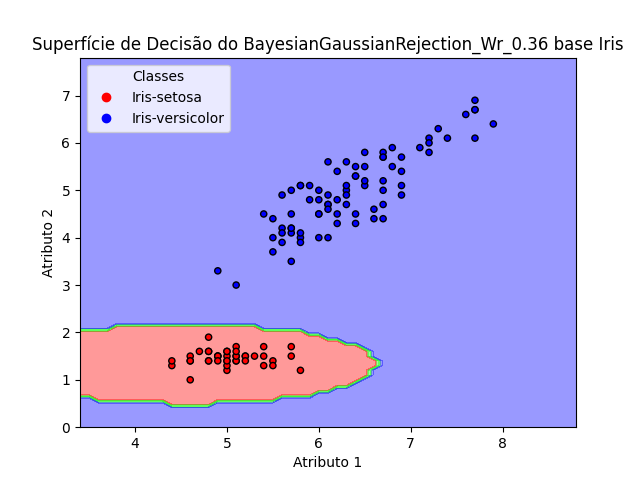 Superfície de Decisão do BayesianGaussianRejection_Wr_0.36 base Iris
Classes
Iris-setosa
Iris-versicolor
7
6
5
4
3
2
1
0
Atributo 2
4 5 6 7 8
Atributo 1